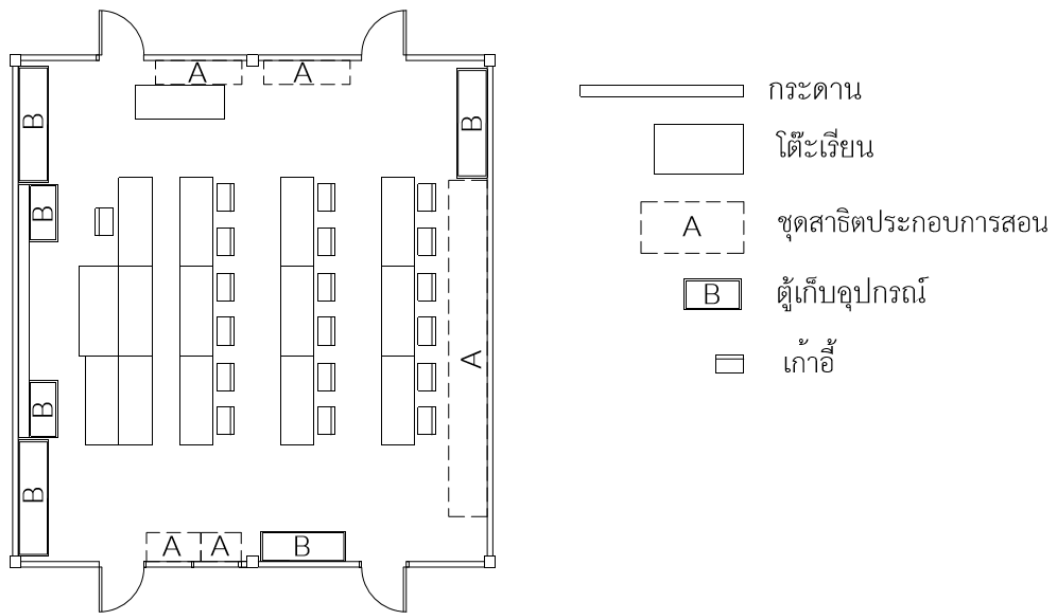 A A
B
B
กระดาน
โต๊ะเรียน
B
A
ชุดสาธิตประกอบการสอน
B
ตู้เก็บอุปกรณ์
A
เก้าอี้
B
B
A A B